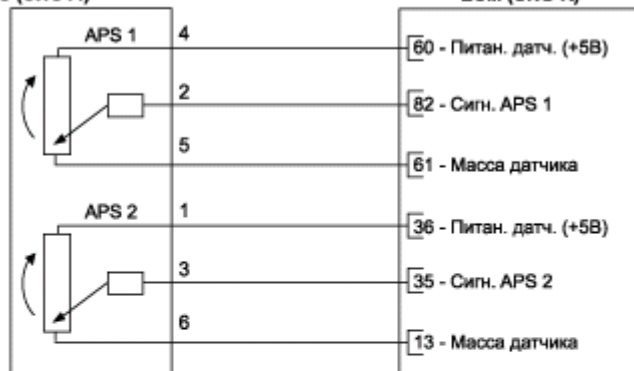 APS 1
4
60 - Питан. датч. (+5В)
2
82 - Сигн. APS 1
5
61 - Масса датчика
APS 2
1
36 - Питан. датч. (+5В)
3
35 - Сигн. APS 2
6
13 - Масса датчика